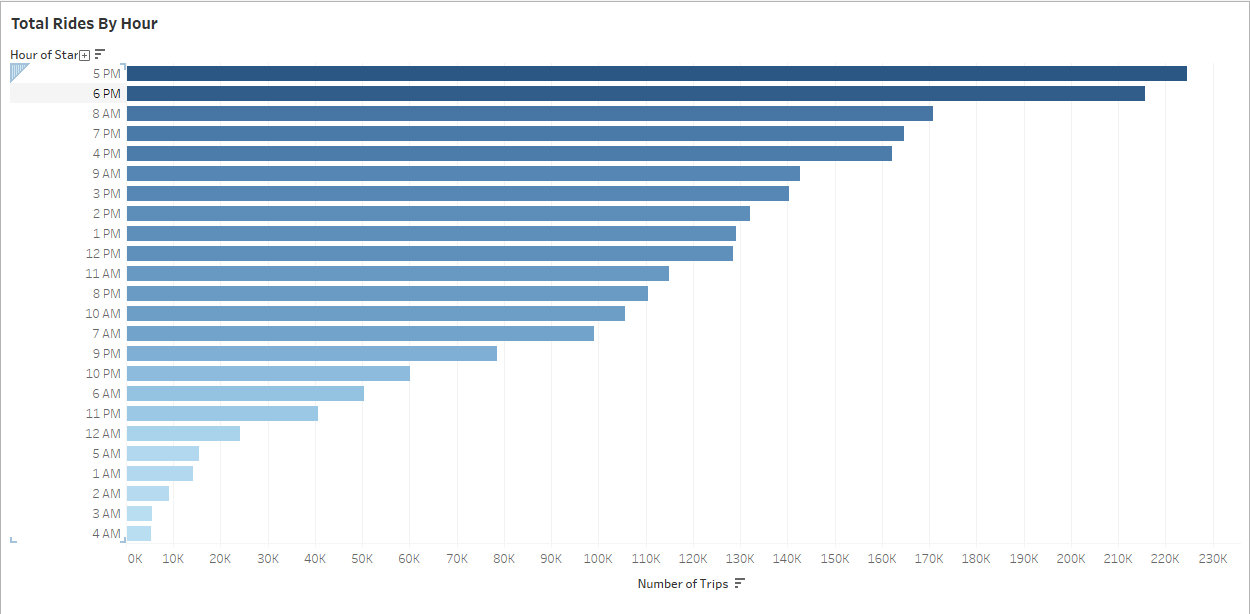 Total Rides By Hour
Hour of Star
5 PM
6 PM
8 AM
7 PM
4 PM
9 AM
3 PM
2 PM
1 PM
12 PM
11 AM
8 PM
10 AM
7 AM
9 PM
10 PM
6 AM
11 PM
12 AM
5 AM
1 AM
2 AM
3 AM
4 AM
0K 10K 20K 30K 40K 50K 60K 70K 80K 90K 100K 110K 120K 130K 140K 150K 160K 170K 180K 190K 200K 210K 220K 230K
Number of Trips